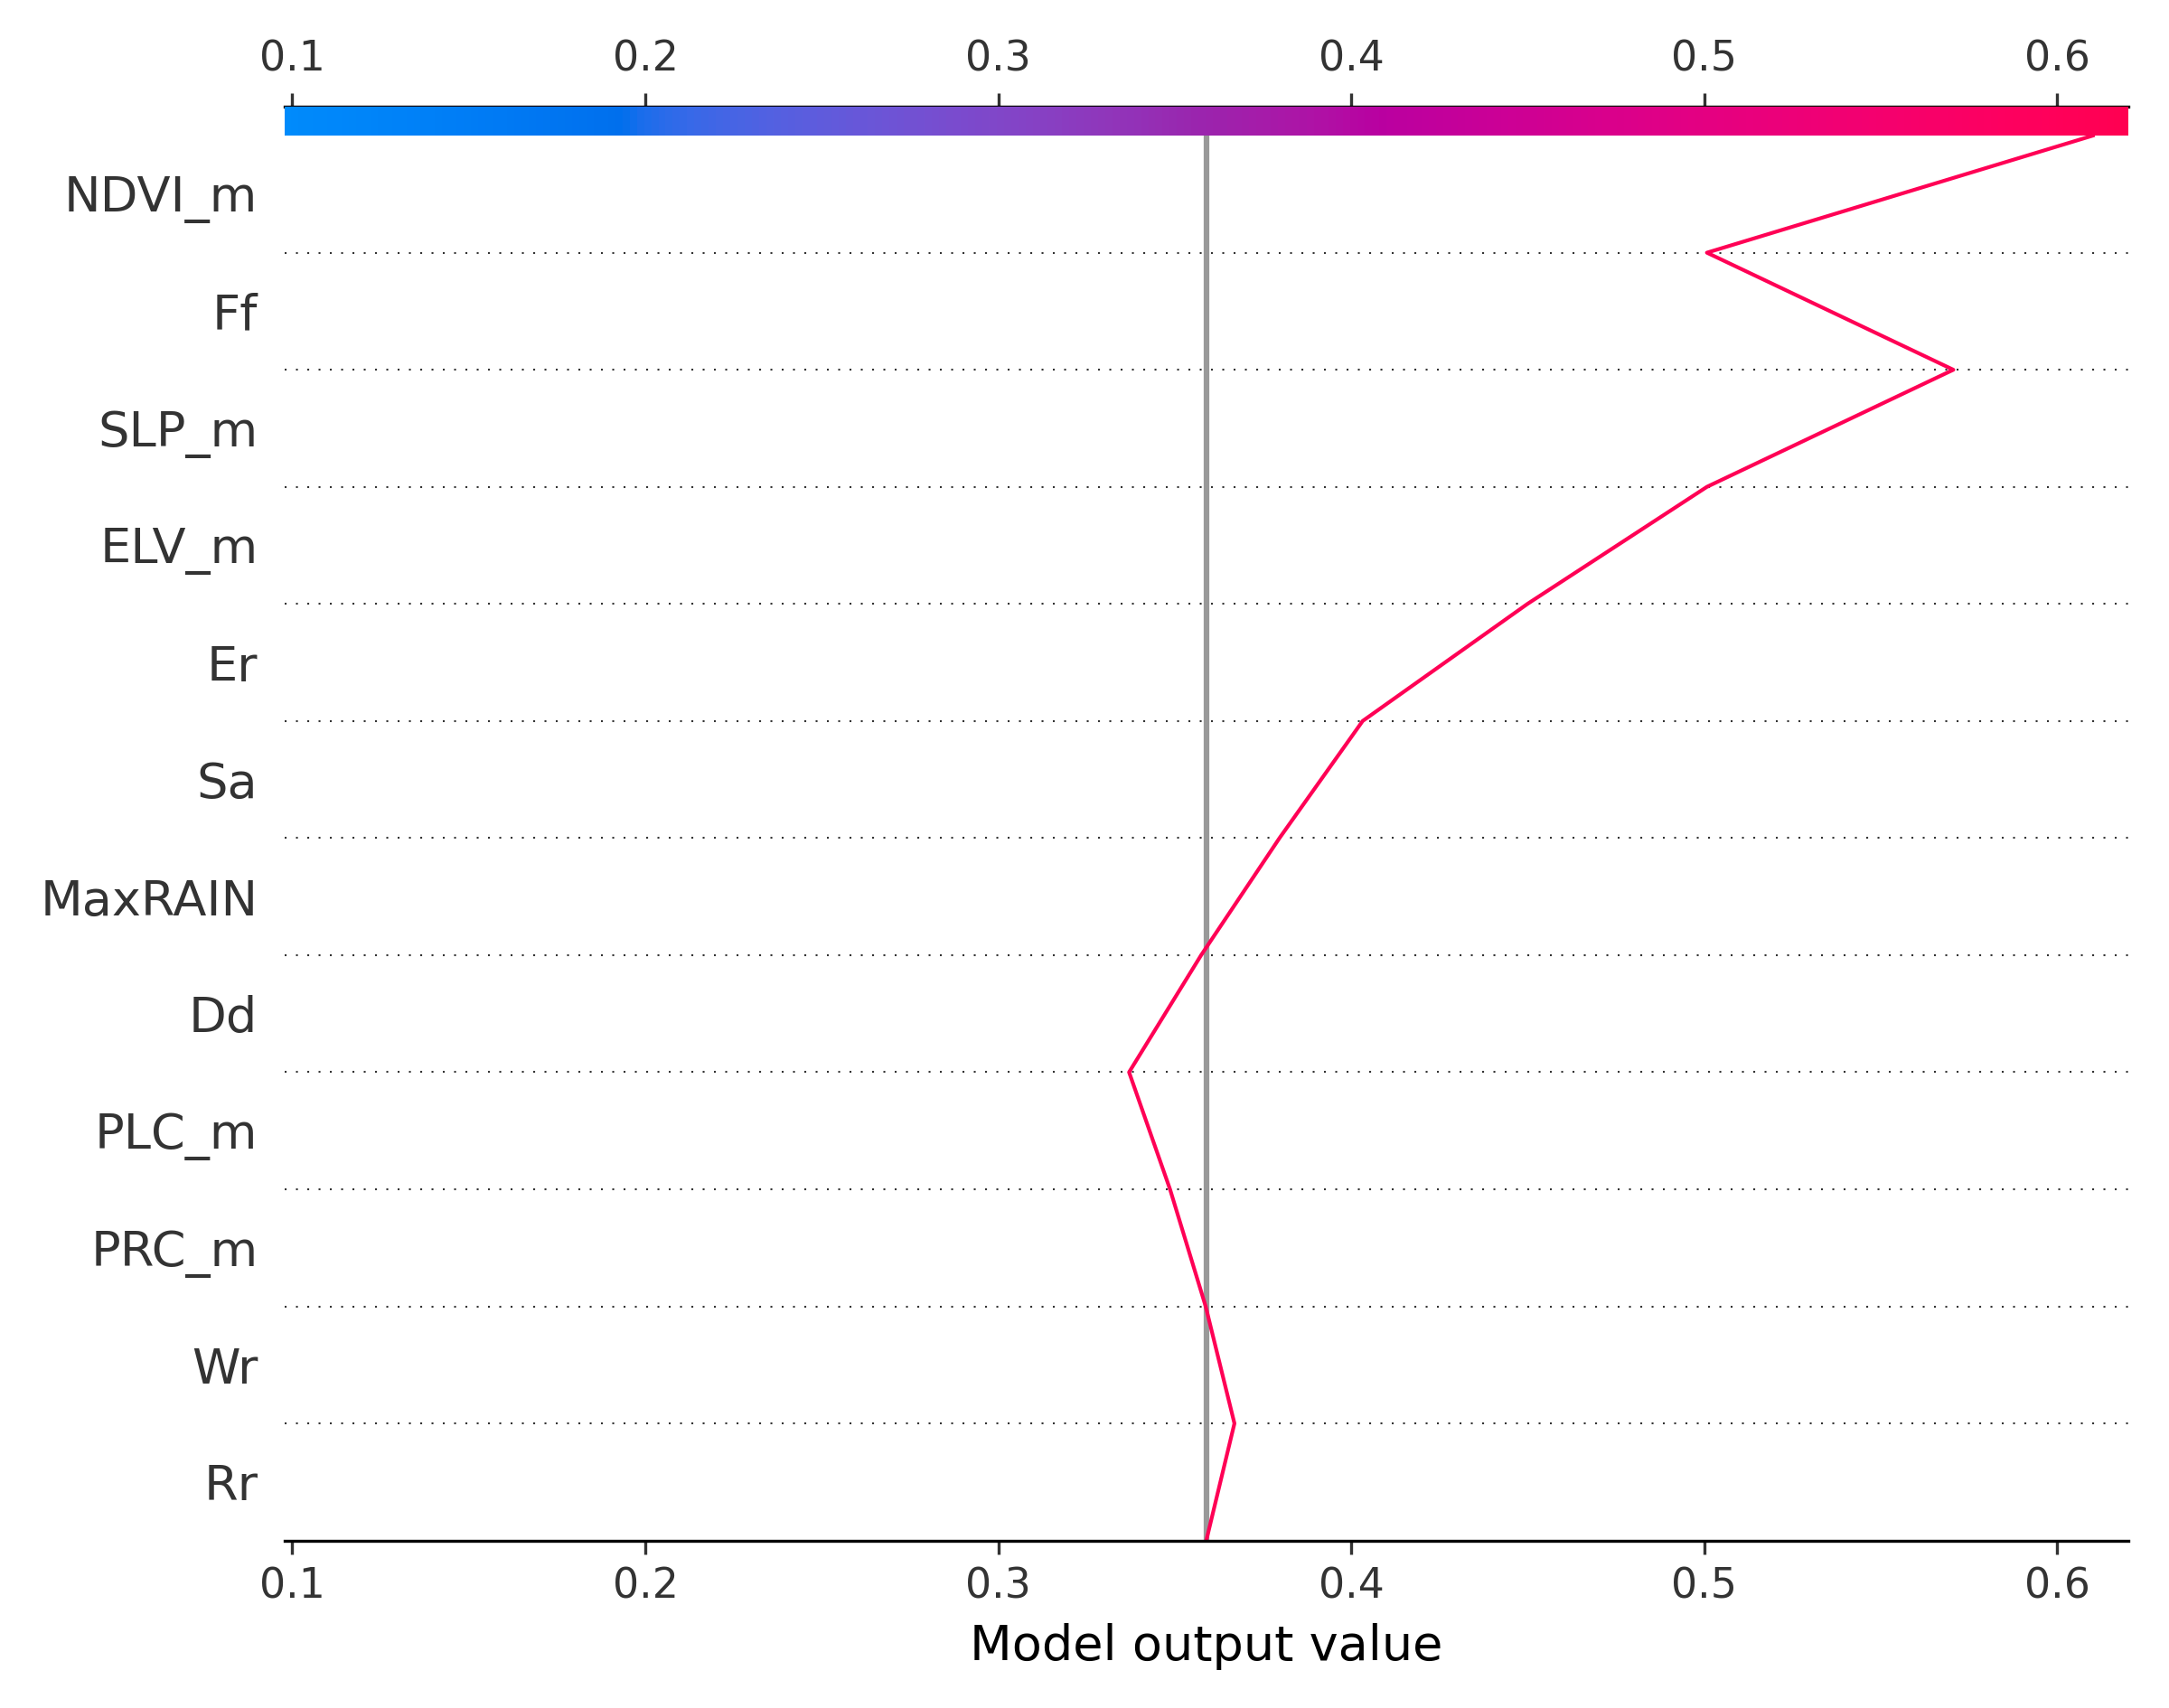 0.1 0.2 0.3 0.4 0.5 0.6
NDVI_m
Ff
SLP_m
ELV_m
Er
Sa
MaxRAIN
Dd
PLC_m
PRC_m
Wr
Rr
0.1 0.2 0.3 0.4 0.5 0.6
Model output value